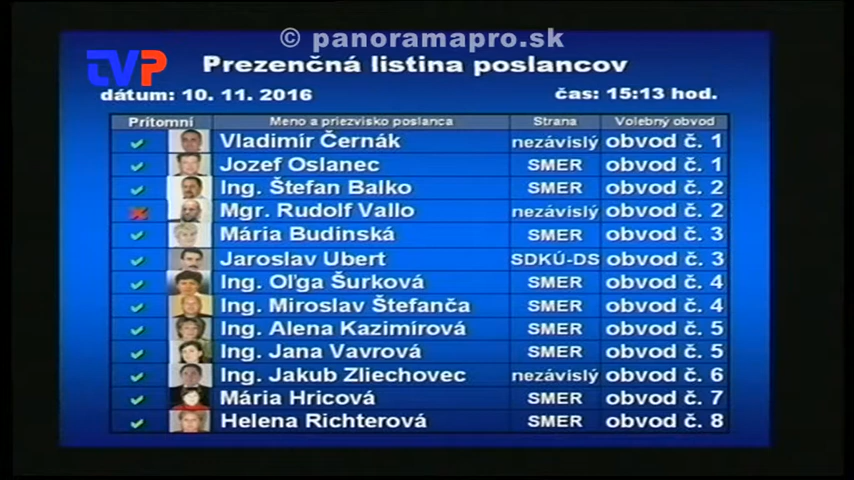 © panoramapro.sk
TVP
Prezenčná listina poslancov
dátum: 10. 11. 2016 čas: 15:13 hod.
Prítomní Meno a priezvisko poslanca Strana Volebný obvod
Vladimír Černák nezávislý obvod č. 1
Jozef Oslanec SMER obvod č. 1
Ing. Štefan Balko SMER obvod č. 2
Mgr. Rudolf Vallo nezávislý obvod č. 2
Mária Budinská SMER obvod č. 3
Jaroslav Ubert SDKÚ-DS obvod č. 3
Ing. Oľga Šurková SMER obvod č. 4
Ing. Miroslav Štefanča SMER obvod č. 4
Ing. Alena Kazimírová SMER obvod č. 5
Ing. Jana Vavrová SMER obvod č. 5
Ing. Jakub Zliechovec nezávislý obvod č. 6
Mária Hricová SMER obvod č. 7
Helena Richterová SMER obvod č. 8